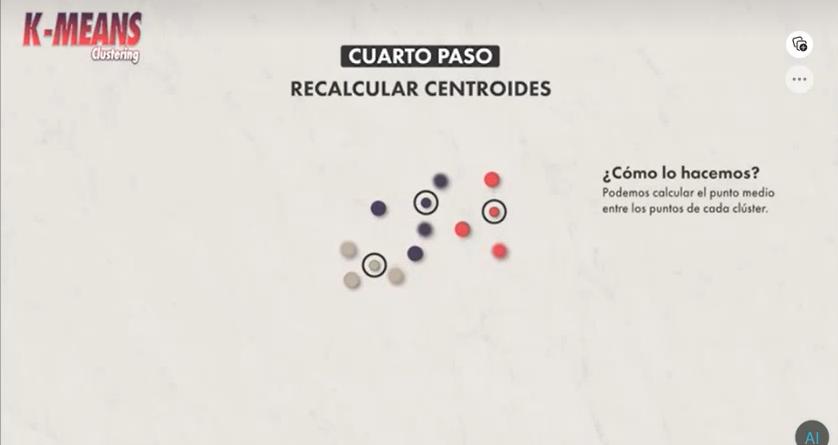 K-MEANS
Clustering
CUARTO PASO
RECALCULAR CENTROIDES
¿Cómo lo hacemos?
Podemos calcular el punto medio
entre los puntos de cada clúster.
AI